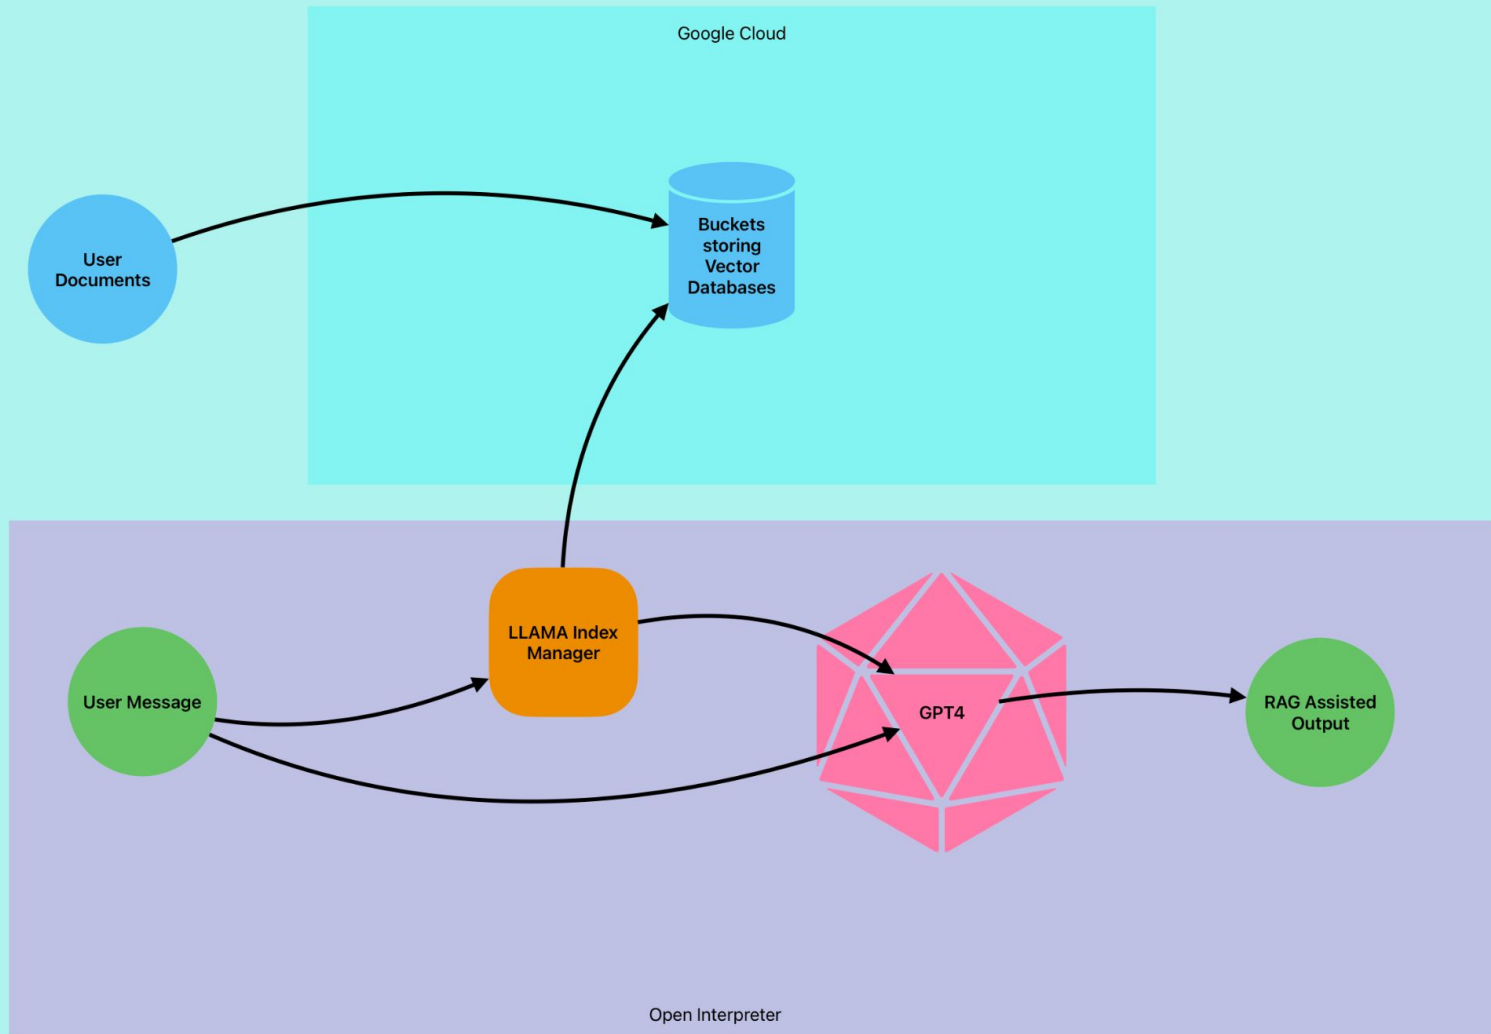 Google Cloud
User
Documents
Buckets
storing
Vector
Databases
LLAMA Index
Manager
User Message
GPT4
RAG Assisted
Output
Open Interpreter